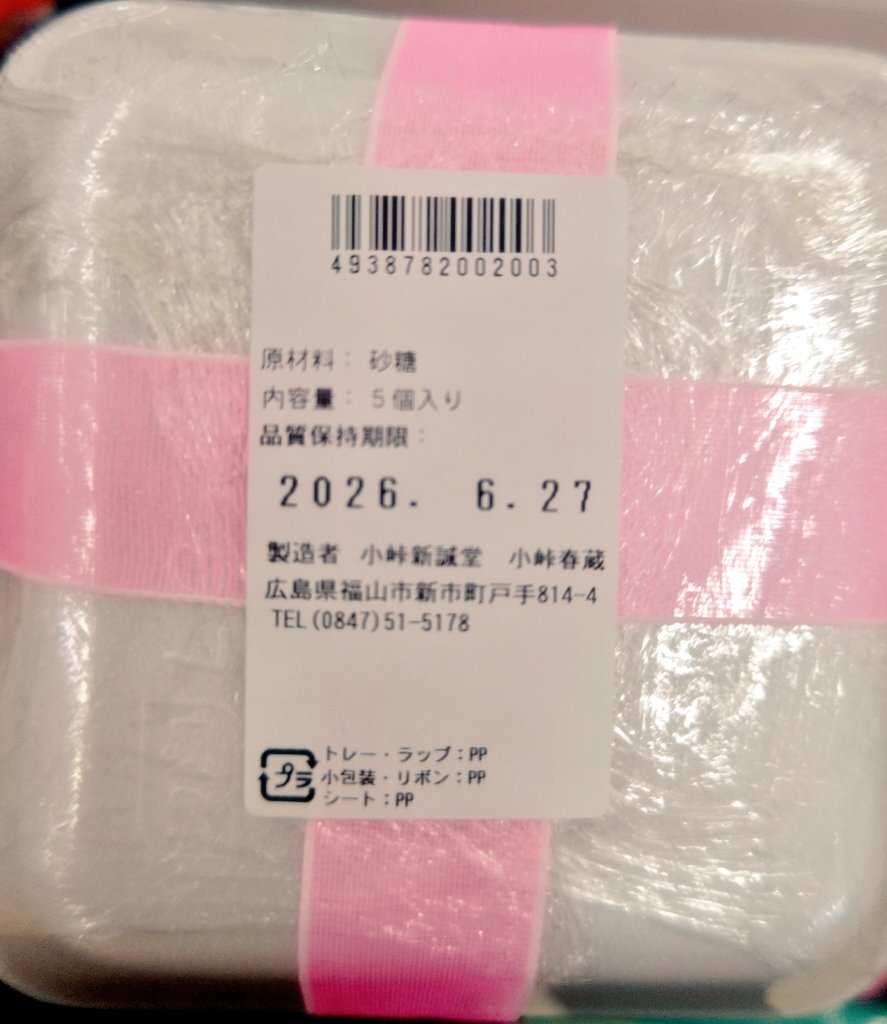 4938782002003
原材料： 砂糖
内容量： ５個入り
品質保持期限：
2026. 6.27
製造者　小峠新誠堂　小峠春蔵
広島県福山市新市町戸手814-4
TEL(0847)51-5178
プラ
トレー・ラップ：PP
小包装・リボン：PP
シート：PP